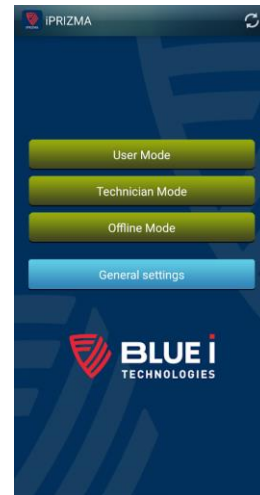 iPRIZMA
User Mode
Technician Mode
Offline Mode
General settings
BLUE i
TECHNOLOGIES